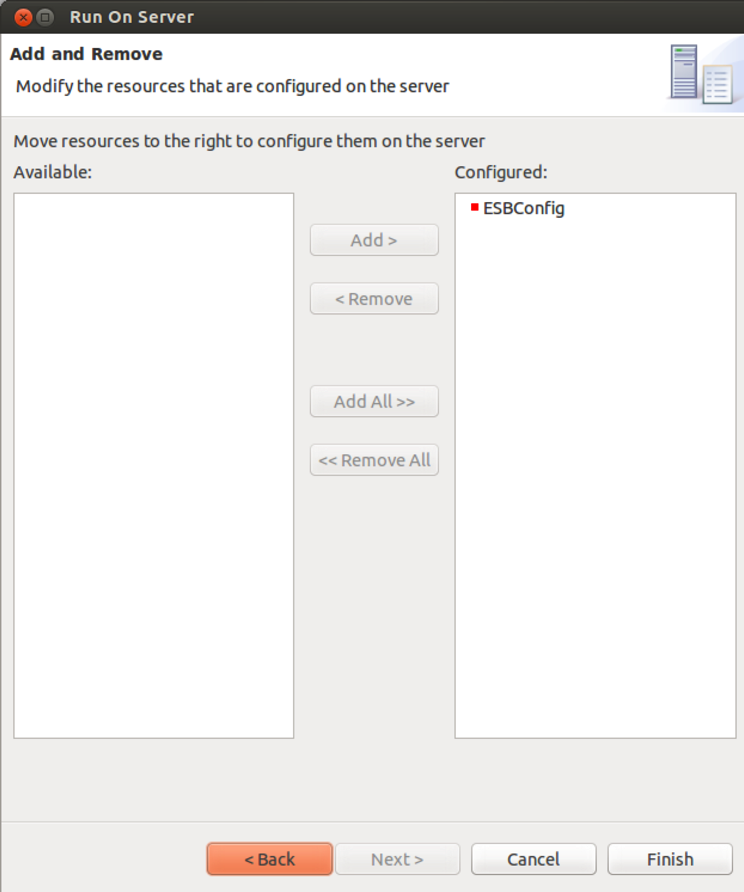 Run On Server
Add and Remove
Modify the resources that are configured on the server
Move resources to the right to configure them on the server
Available:
Configured:
ESBConfig
Add >
< Remove
Add All >>
<< Remove All
< Back
Next >
Cancel
Finish